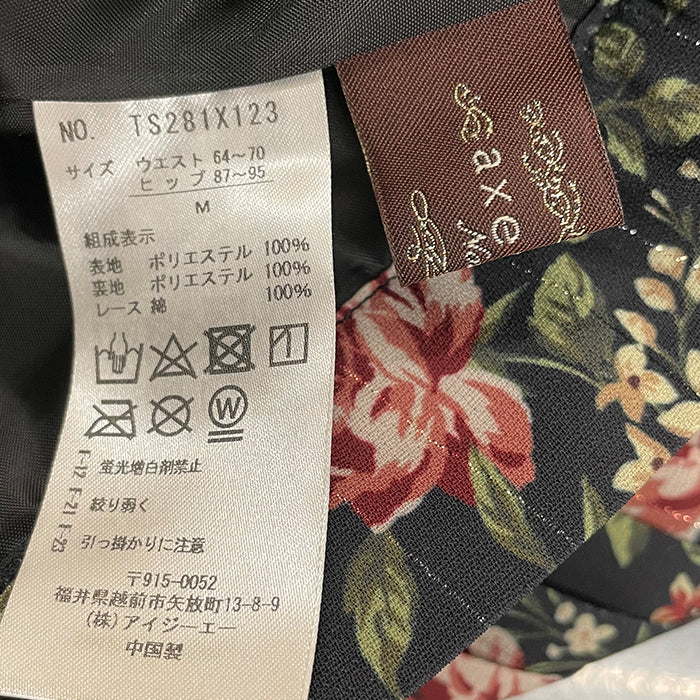 NO. TS281X123
サイズ ウエスト 64〜70
ヒップ 87〜95
M
組成表示
表地 ポリエステル 100%
裏地 ポリエステル 100%
レース 綿 100%
W
F-12 蛍光増白剤禁止
F-21 絞り弱く
F-23 引っ掛かりに注意
〒915-0052
福井県越前市矢放町13-8-9
(株)アイジーエー
中国製
axe
No